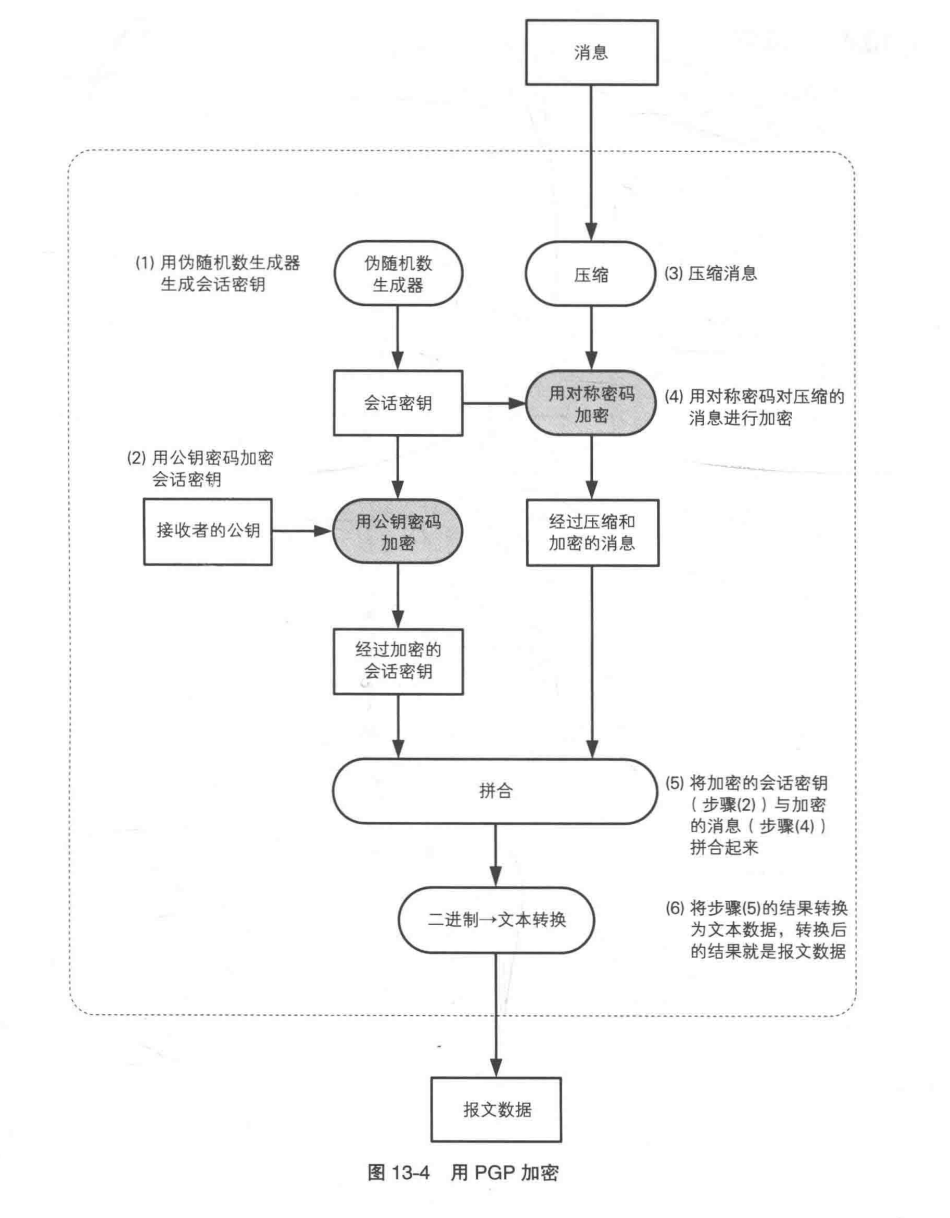 消息
(1) 用伪随机数生成器
生成会话密钥
伪随机数
生成器
压缩
(3) 压缩消息
会话密钥
用对称密码
加密
(4) 用对称密码对压缩的
消息进行加密
(2) 用公钥密码加密
会话密钥
接收者的公钥
用公钥密码
加密
经过压缩和
加密的消息
经过加密的
会话密钥
拼合
(5) 将加密的会话密钥
(步骤(2))与加密
的消息(步骤(4))
拼合起来
二进制→文本转换
(6) 将步骤(5)的结果转换
为文本数据，转换后
的结果就是报文数据
报文数据
图 13-4 用 PGP 加密